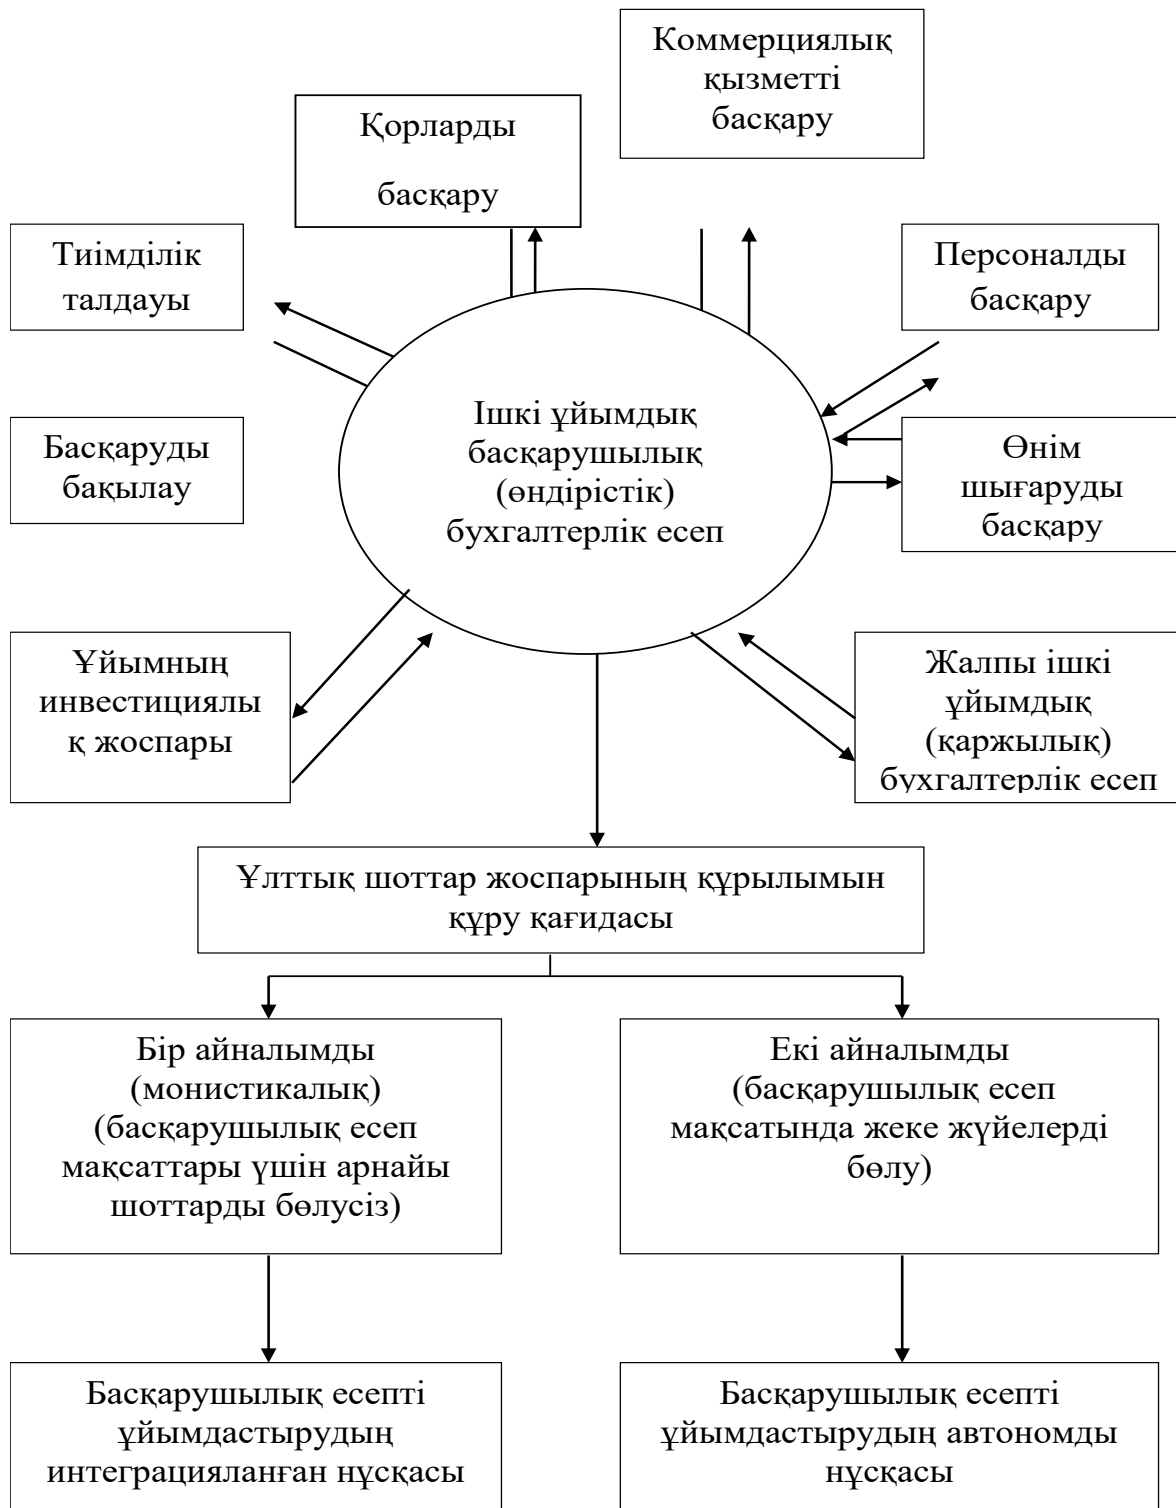 Коммерциялық
қызметті
басқару
Қорларды
басқару
Тиімділік
талдауы
Персоналды
басқару
Ішкі ұйымдық
басқарушылық
(өндірістік)
бухгалтерлік есеп
Басқаруды
бақылау
Өнім
шығаруды
басқару
Ұйымның
инвестициялы
қ жоспары
Жалпы ішкі
ұйымдық
(қаржылық)
бухгалтерлік есеп
Ұлттық шоттар жоспарының құрылымын
құру қағидасы
Бір айналымды
(монистикалық)
(басқарушылық есеп
мақсаттары үшін арнайы
шоттарды бөлусіз)
Екі айналымды
(басқарушылық есеп
мақсатында жеке жүйелерді
бөлу)
Басқарушылық есепті
ұйымдастырудың
интеграцияланған нұсқасы
Басқарушылық есепті
ұйымдастырудың автономды
нұсқасы